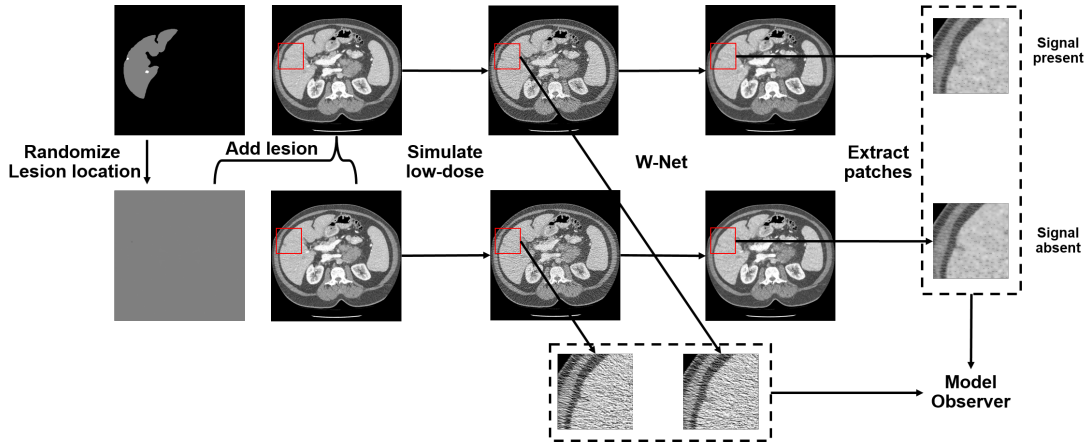 Signal
present
Randomize
Lesion location
Add lesion
Simulate
low-dose
W-Net
Extract
patches
Signal
absent
Model
Observer